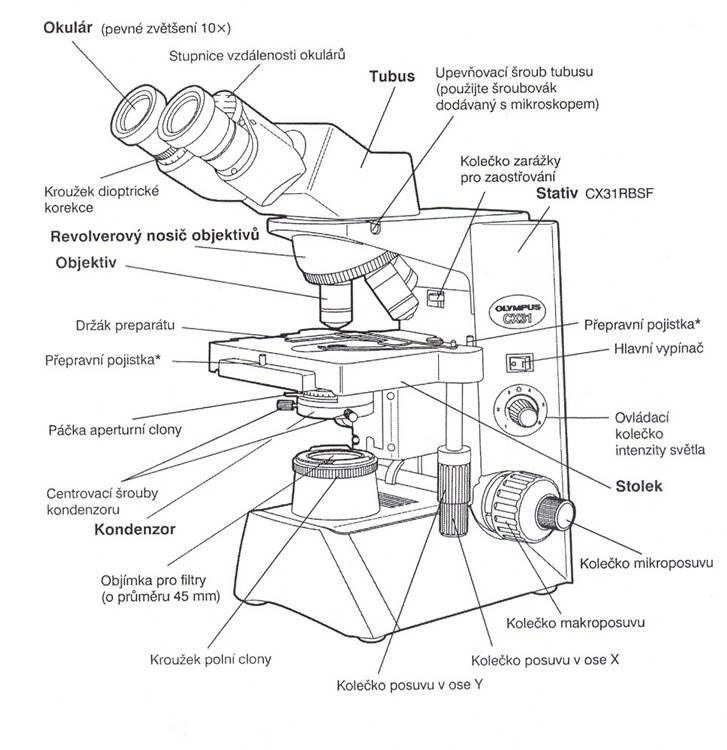 Okulár (pevné zvětšení 10×)
Stupnice vzdálenosti okulárů
Tubus
Upevňovací šroub tubusu
(použijte šroubovák
dodávaný s mikroskopem)
Kolečko zarážky
pro zaostřování
Stativ CX31RBSF
Kroužek dioptrické
korekce
Revolverový nosič objektivů
Objektiv
OLYMPUS
CX31
Držák preparátu
Přepravní pojistka*
Přepravní pojistka*
Hlavní vypínač
Páčka aperturní clony
Ovládací
kolečko
intenzity světla
Centrovací šrouby
kondenzoru
Stolek
Kondenzor
Kolečko mikroposuvu
Objímka pro filtry
(o průměru 45 mm)
Kolečko makroposuvu
Kroužek polní clony
Kolečko posuvu v ose X
Kolečko posuvu v ose Y